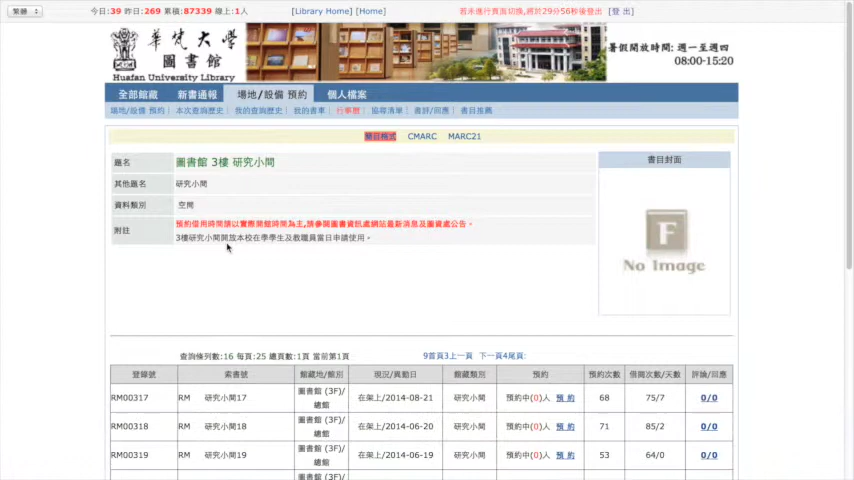 繁體
今日:39 昨日:269 累積:87339 線上:1人
[Library Home] [Home]
若未進行頁面切換,將於29分56秒後登出 [登 出]
華梵大學
圖書館
Huafan University Library
暑假開放時間: 週一至週四
08:00-15:20
全部館藏 新書通報 場地/設備 預約 個人檔案
場地/設備 預約| 本次查詢歷史| 我的查詢歷史| 我的書車| 行事曆| 協尋清單| 書評/回應| 書目推薦
簡目格式 CMARC MARC21
題名 圖書館 3樓 研究小間
其他題名 研究小間
資料類別 空間
附註 預約借用時間請以實際開館時間為主,請參閱圖書資訊處網站最新消息及圖資處公告。
3樓研究小間開放本校在學學生及教職員當日申請使用。
書目封面
F
No Image
查詢條列數:16 每頁:25 總頁數:1頁 當前第1頁
9首頁3上一頁 下一頁4尾頁:
登錄號 索書號 館藏地/館別 現況/異動日 館藏類別 預約 預約次數 借閱次數/天數 評論/回應
RM00317 RM 研究小間17 圖書館 (3F)/總館 在架上/2014-08-21 研究小間 預約中(0)人 預 約 68 75/7 0/0
RM00318 RM 研究小間18 圖書館 (3F)/總館 在架上/2014-06-20 研究小間 預約中(0)人 預 約 71 85/2 0/0
RM00319 RM 研究小間19 圖書館 (3F)/總館 在架上/2014-06-19 研究小間 預約中(0)人 預 約 53 64/0 0/0
圖書館 (3F)/